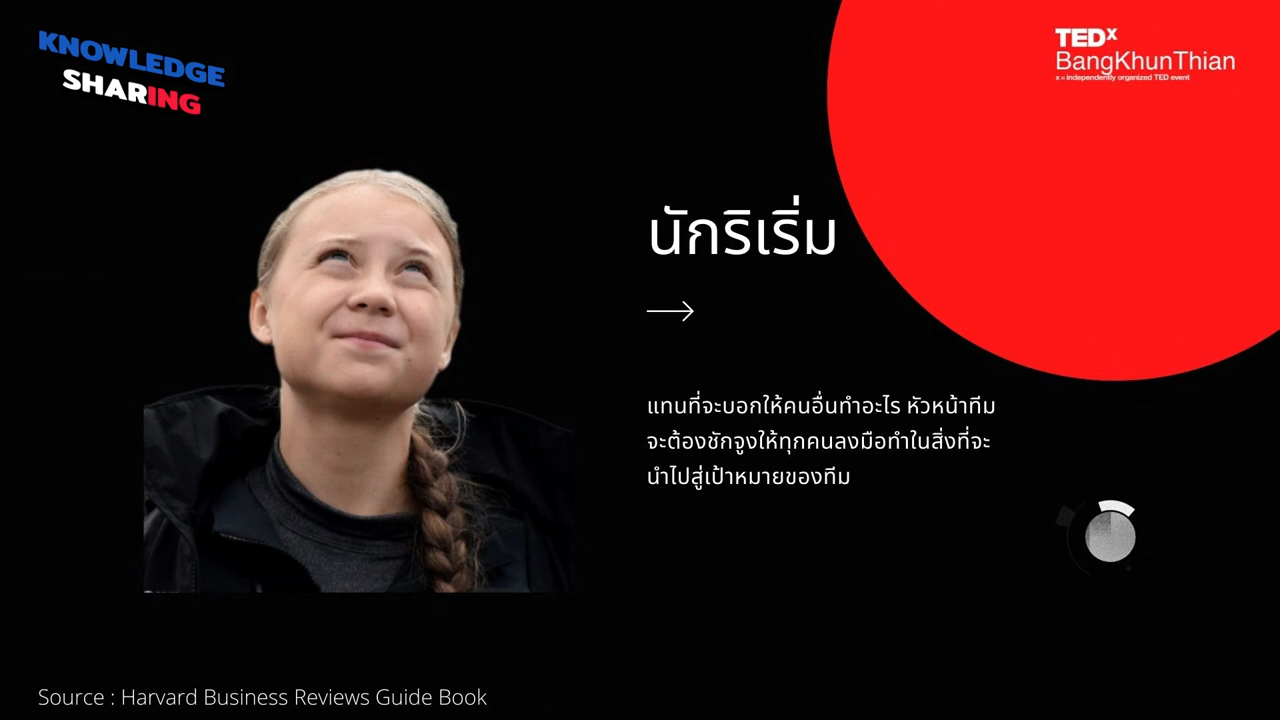 KNOWLEDGE
SHARING
TEDx
BangKhunThian
x = independently organized TED event
นักริเริ่ม
แทนที่จะบอกให้คนอื่นทำอะไร หัวหน้าทีม
จะต้องชักจูงให้ทุกคนลงมือทำในสิ่งที่จะ
นำไปสู่เป้าหมายของทีม
Source : Harvard Business Reviews Guide Book